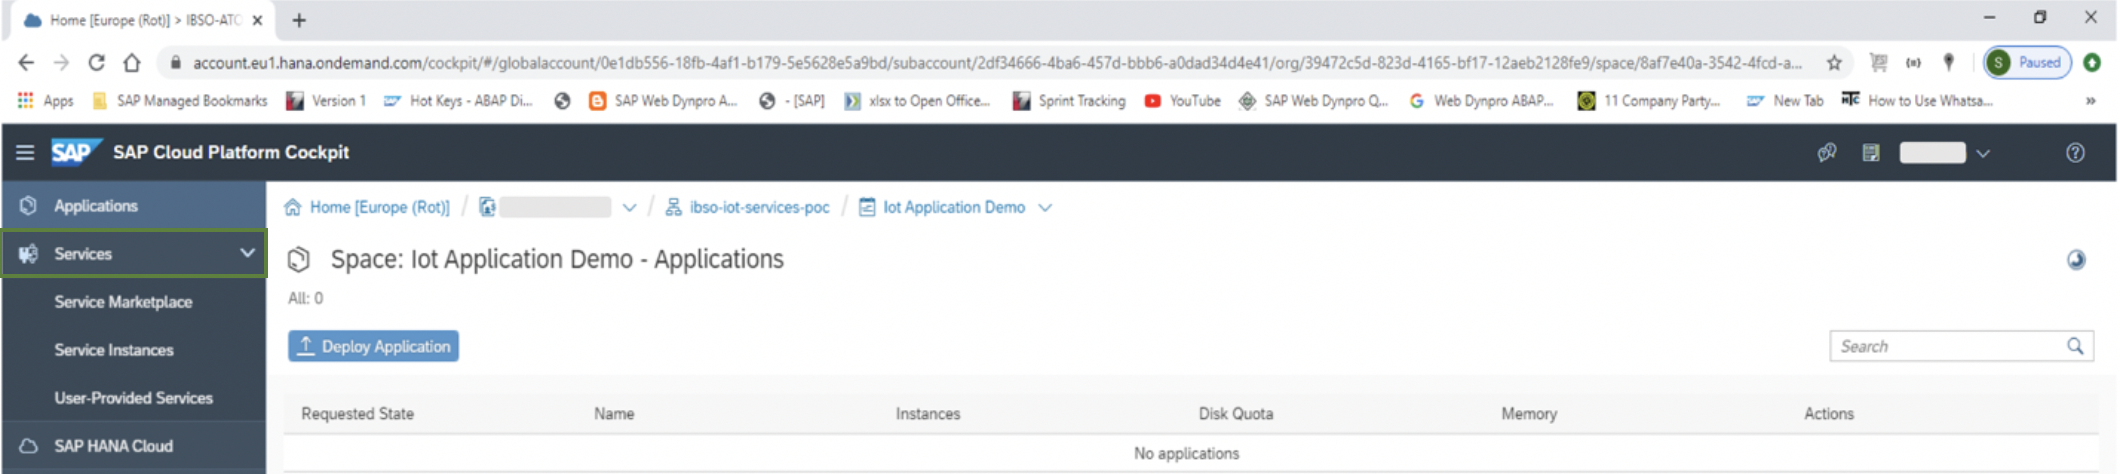 Home [Europe (Rot)] > IBSO-ATC
account.eu1.hana.ondemand.com/cockpit/#/globalaccount/0e1db556-18fb-4af1-b179-5e5628e5a9bd/subaccount/2df34666-4ba6-457d-bbb6-a0dad34d4e41/org/39472c5d-823d-4165-bf17-12aeb2128fe9/space/8af7e40a-3542-4fcd-a... S Paused
Apps SAP Managed Bookmarks Version 1 Hot Keys - ABAP Di... SAP Web Dynpro A... - [SAP] xlsx to Open Office... Sprint Tracking YouTube SAP Web Dynpro Q... G Web Dynpro ABAP... 11 Company Party... New Tab HTC How to Use Whatsa... »
SAP SAP Cloud Platform Cockpit
Applications
Services
Service Marketplace
Service Instances
User-Provided Services
SAP HANA Cloud
Home [Europe (Rot)] / / ibso-iot-services-poc / Iot Application Demo
Space: Iot Application Demo - Applications
All: 0
Deploy Application
Search
Requested State Name Instances Disk Quota Memory Actions
No applications